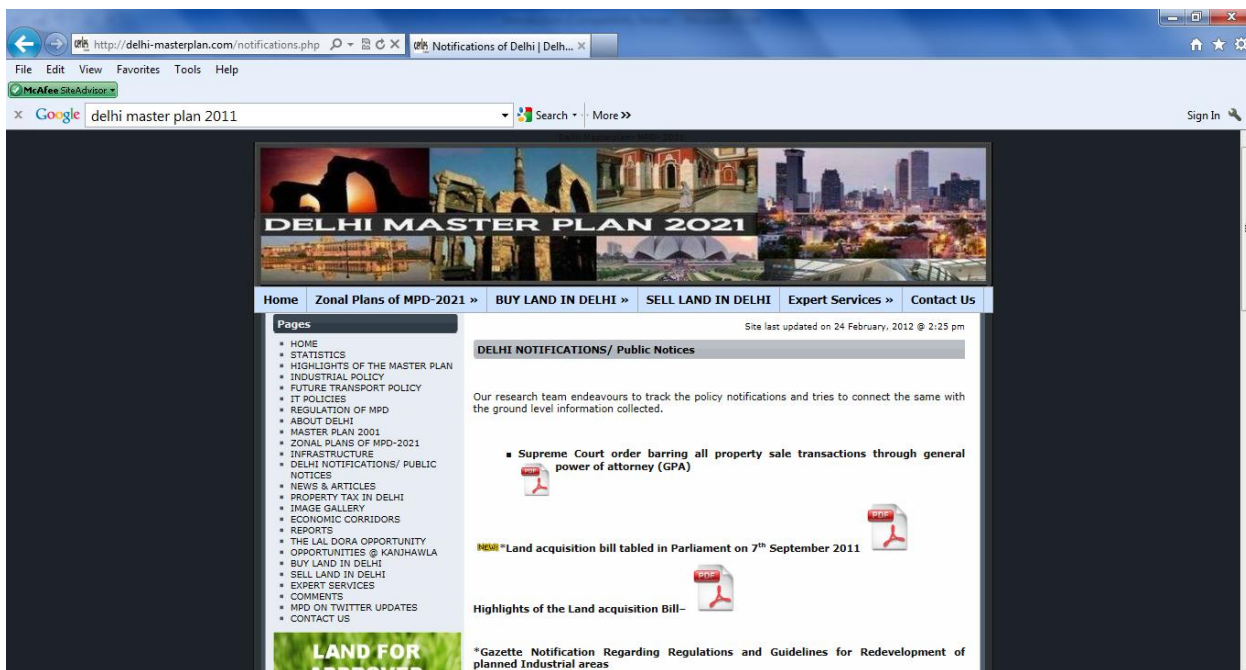 http://delhi-masterplan.com/notifications.php
Notifications of Delhi | Delh...
File Edit View Favorites Tools Help
McAfee SiteAdvisor
x Google delhi master plan 2011 Search More >> Sign In
DELHI MASTER PLAN 2021
Home Zonal Plans of MPD-2021 » BUY LAND IN DELHI » SELL LAND IN DELHI Expert Services » Contact Us
Pages
HOME
STATISTICS
HIGHLIGHTS OF THE MASTER PLAN
INDUSTRIAL POLICY
FUTURE TRANSPORT POLICY
IT POLICIES
REGULATION OF MPD
ABOUT DELHI
MASTER PLAN 2001
ZONAL PLANS OF MPD-2021
INFRASTRUCTURE
DELHI NOTIFICATIONS/ PUBLIC
NOTICES
NEWS & ARTICLES
PROPERTY TAX IN DELHI
IMAGE GALLERY
ECONOMIC CORRIDORS
REPORTS
THE LAL DORA OPPORTUNITY
OPPORTUNITIES @ KANJHAWLA
BUY LAND IN DELHI
SELL LAND IN DELHI
EXPERT SERVICES
COMMENTS
MPD ON TWITTER UPDATES
CONTACT US
LAND FOR
Site last updated on 24 February, 2012 @ 2:25 pm
DELHI NOTIFICATIONS/ Public Notices
Our research team endeavours to track the policy notifications and tries to connect the same with
the ground level information collected.
Supreme Court order barring all property sale transactions through general
PDF power of attorney (GPA)
PDF
NEW! *Land acquisition bill tabled in Parliament on 7th September 2011
PDF
Highlights of the Land acquisition Bill–
*Gazette Notification Regarding Regulations and Guidelines for Redevelopment of
planned Industrial areas